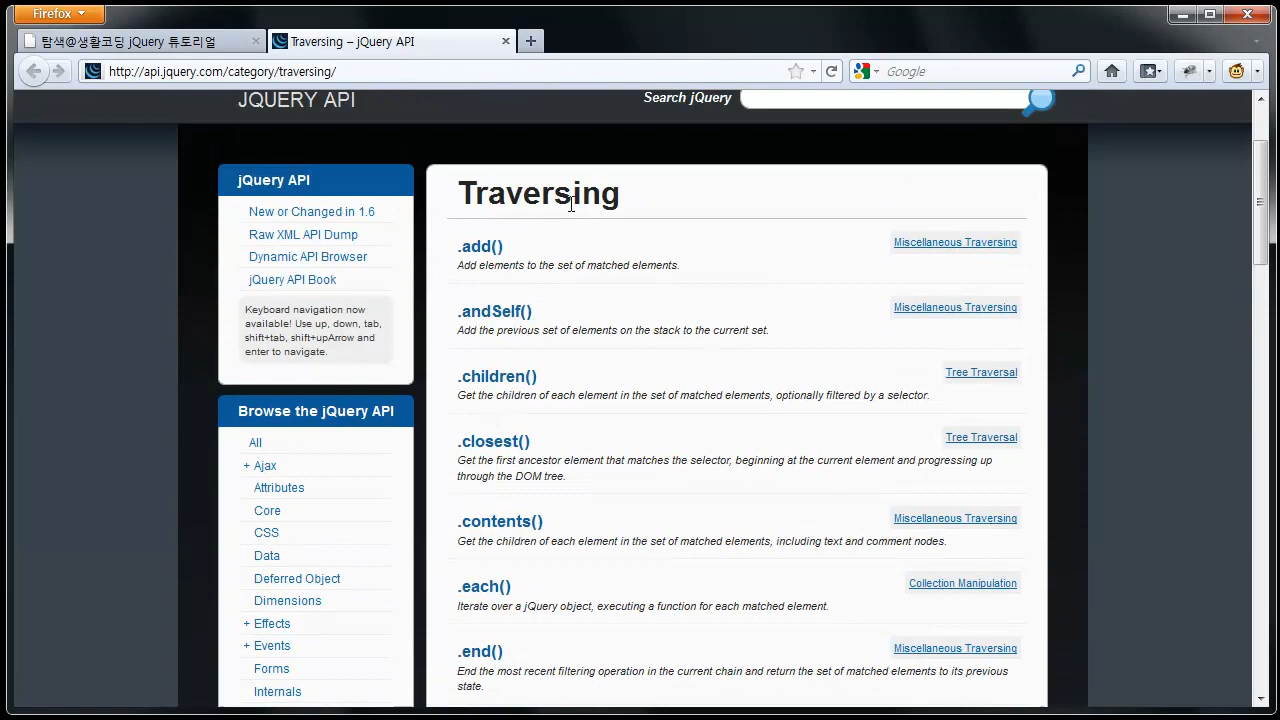 Firefox
탐색@생활코딩 jQuery 튜토리얼
Traversing – jQuery API
http://api.jquery.com/category/traversing/
Google
JQUERY API
Search jQuery
jQuery API
New or Changed in 1.6
Raw XML API Dump
Dynamic API Browser
jQuery API Book
Keyboard navigation now
available! Use up, down, tab,
shift+tab, shift+upArrow and
enter to navigate.
Browse the jQuery API
All
+ Ajax
Attributes
Core
CSS
Data
Deferred Object
Dimensions
+ Effects
+ Events
Forms
Internals
Traversing
.add()
Miscellaneous Traversing
Add elements to the set of matched elements.
.andSelf()
Miscellaneous Traversing
Add the previous set of elements on the stack to the current set.
.children()
Tree Traversal
Get the children of each element in the set of matched elements, optionally filtered by a selector.
.closest()
Tree Traversal
Get the first ancestor element that matches the selector, beginning at the current element and progressing up
through the DOM tree.
.contents()
Miscellaneous Traversing
Get the children of each element in the set of matched elements, including text and comment nodes.
.each()
Collection Manipulation
Iterate over a jQuery object, executing a function for each matched element.
.end()
Miscellaneous Traversing
End the most recent filtering operation in the current chain and return the set of matched elements to its previous
state.